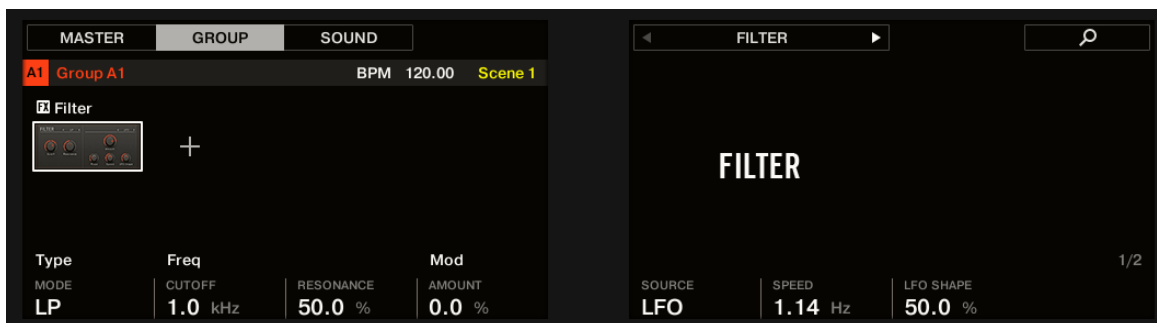 MASTER GROUP SOUND
A1 Group A1 BPM 120.00 Scene 1
FX Filter
FILTER
Type Freq Mod
MODE CUTOFF RESONANCE AMOUNT
LP 1.0 kHz 50.0 % 0.0 %
FILTER
FILTER
1/2
SOURCE SPEED LFO SHAPE
LFO 1.14 Hz 50.0 %